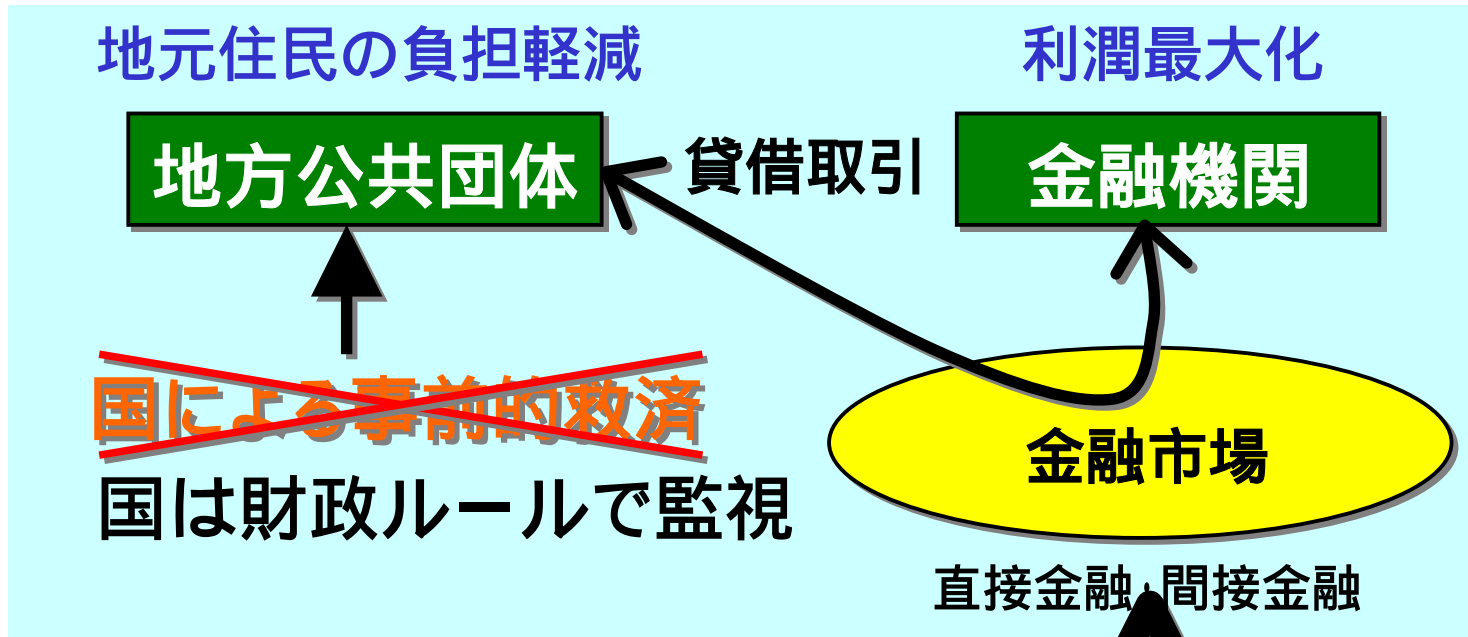 地元住民の負担軽減
利潤最大化
地方公共団体
貸借取引
金融機関
国による事前的救済
国は財政ルールで監視
金融市場
直接金融・間接金融